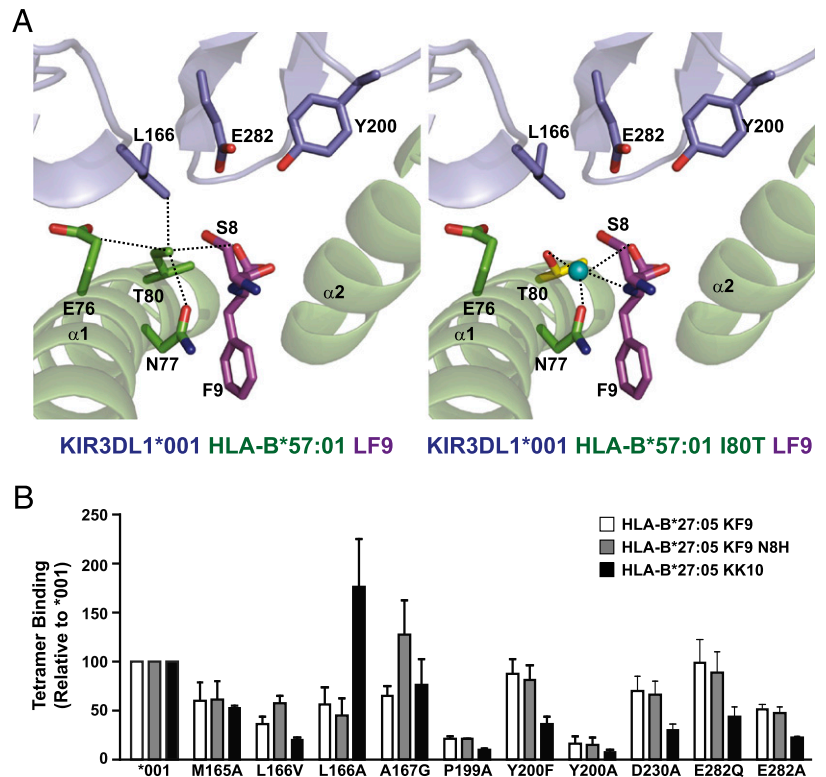 A
L166
E282
Y200
S8
E76
T80
α1
α2
N77
F9
KIR3DL1*001 HLA-B*57:01 LF9
L166
E282
Y200
S8
E76
T80
α1
α2
N77
F9
KIR3DL1*001 HLA-B*57:01 I80T LF9
B
Tetramer Binding
(Relative to *001)
250
200
150
100
50
0
HLA-B*27:05 KF9
HLA-B*27:05 KF9 N8H
HLA-B*27:05 KK10
*001 M165A L166V L166A A167G P199A Y200F Y200A D230A E282Q E282A